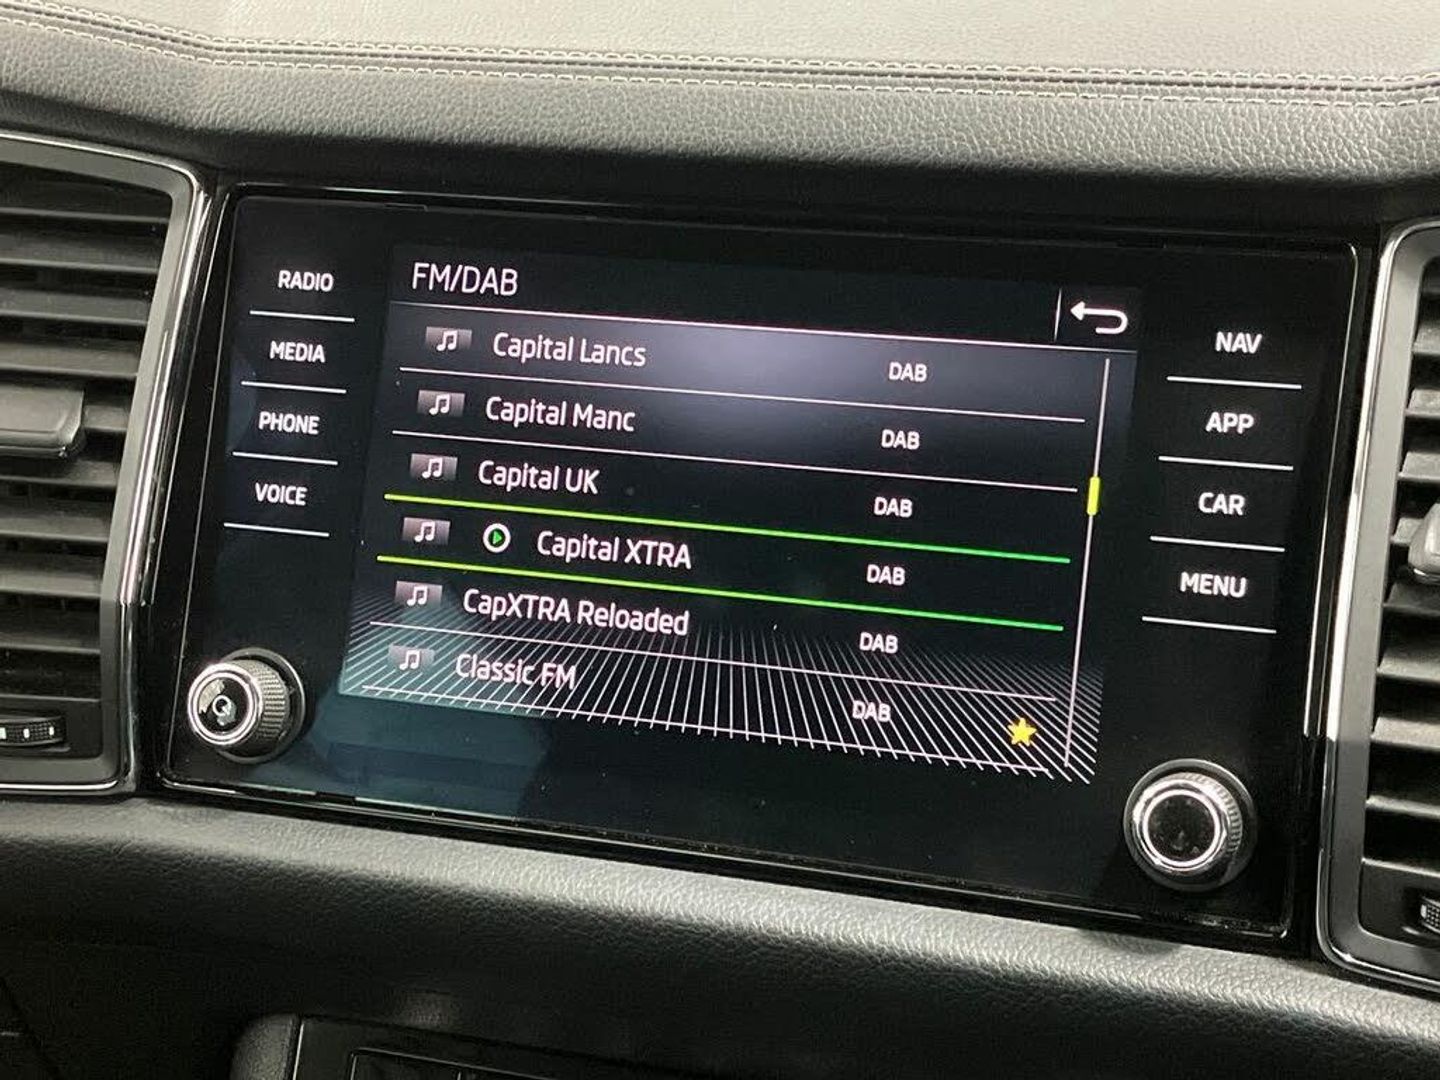 FM/DAB
RADIO
MEDIA
PHONE
VOICE
Capital Lancs DAB
Capital Manc DAB
Capital UK DAB
Capital XTRA DAB
CapXTRA Reloaded DAB
Classic FM DAB
NAV
APP
CAR
MENU